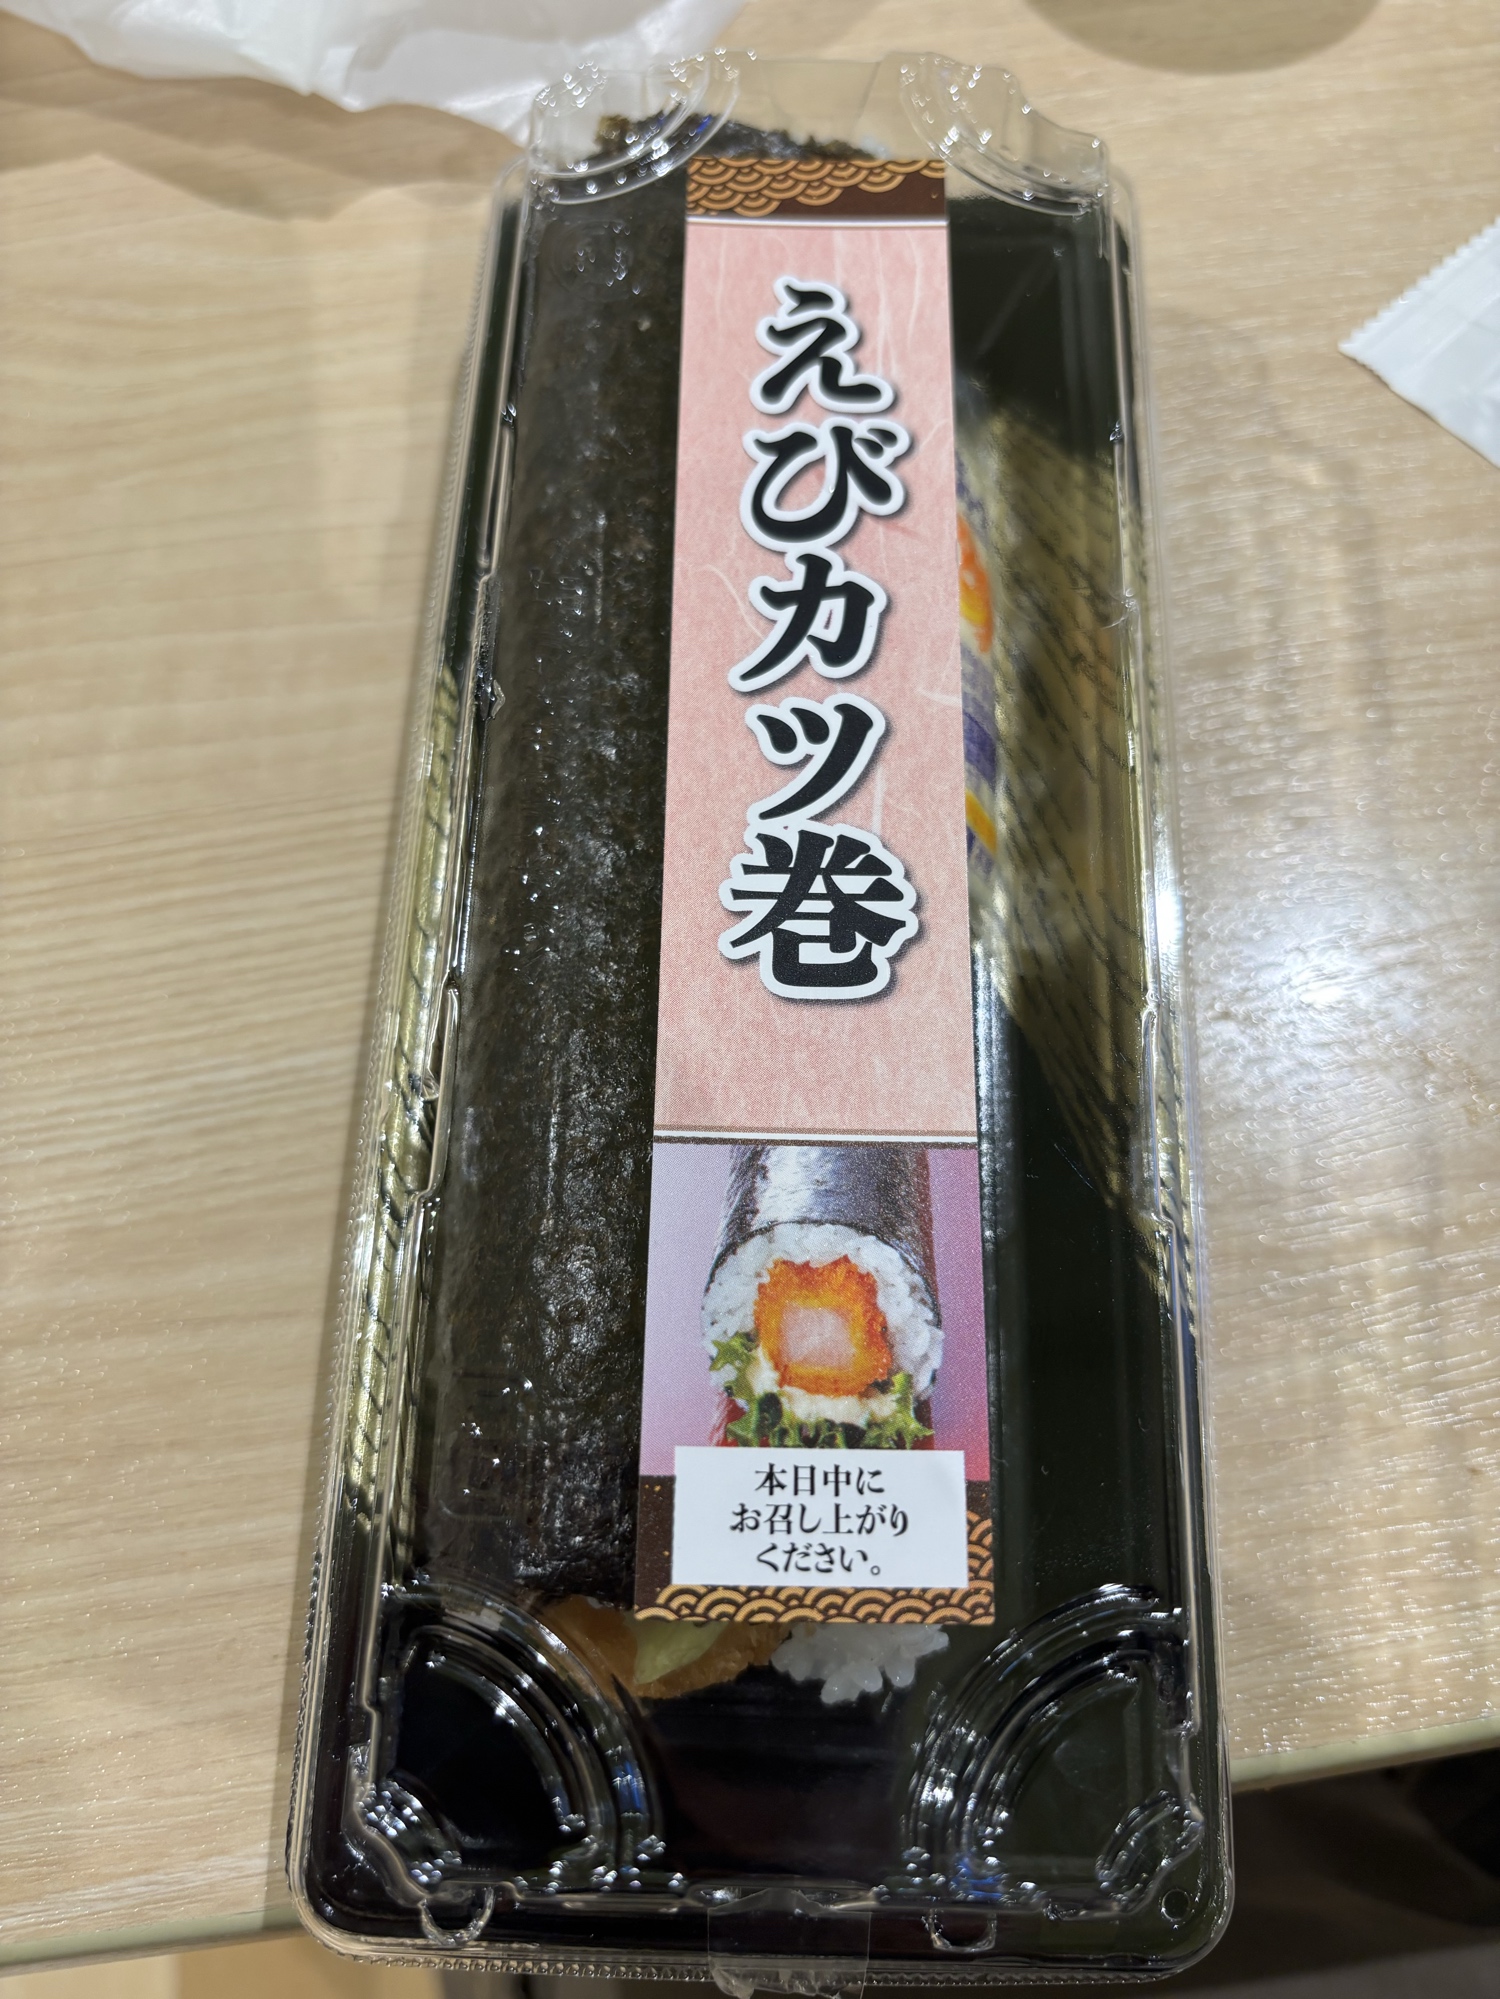 えびカツ巻
本日中に
お召し上がり
ください。